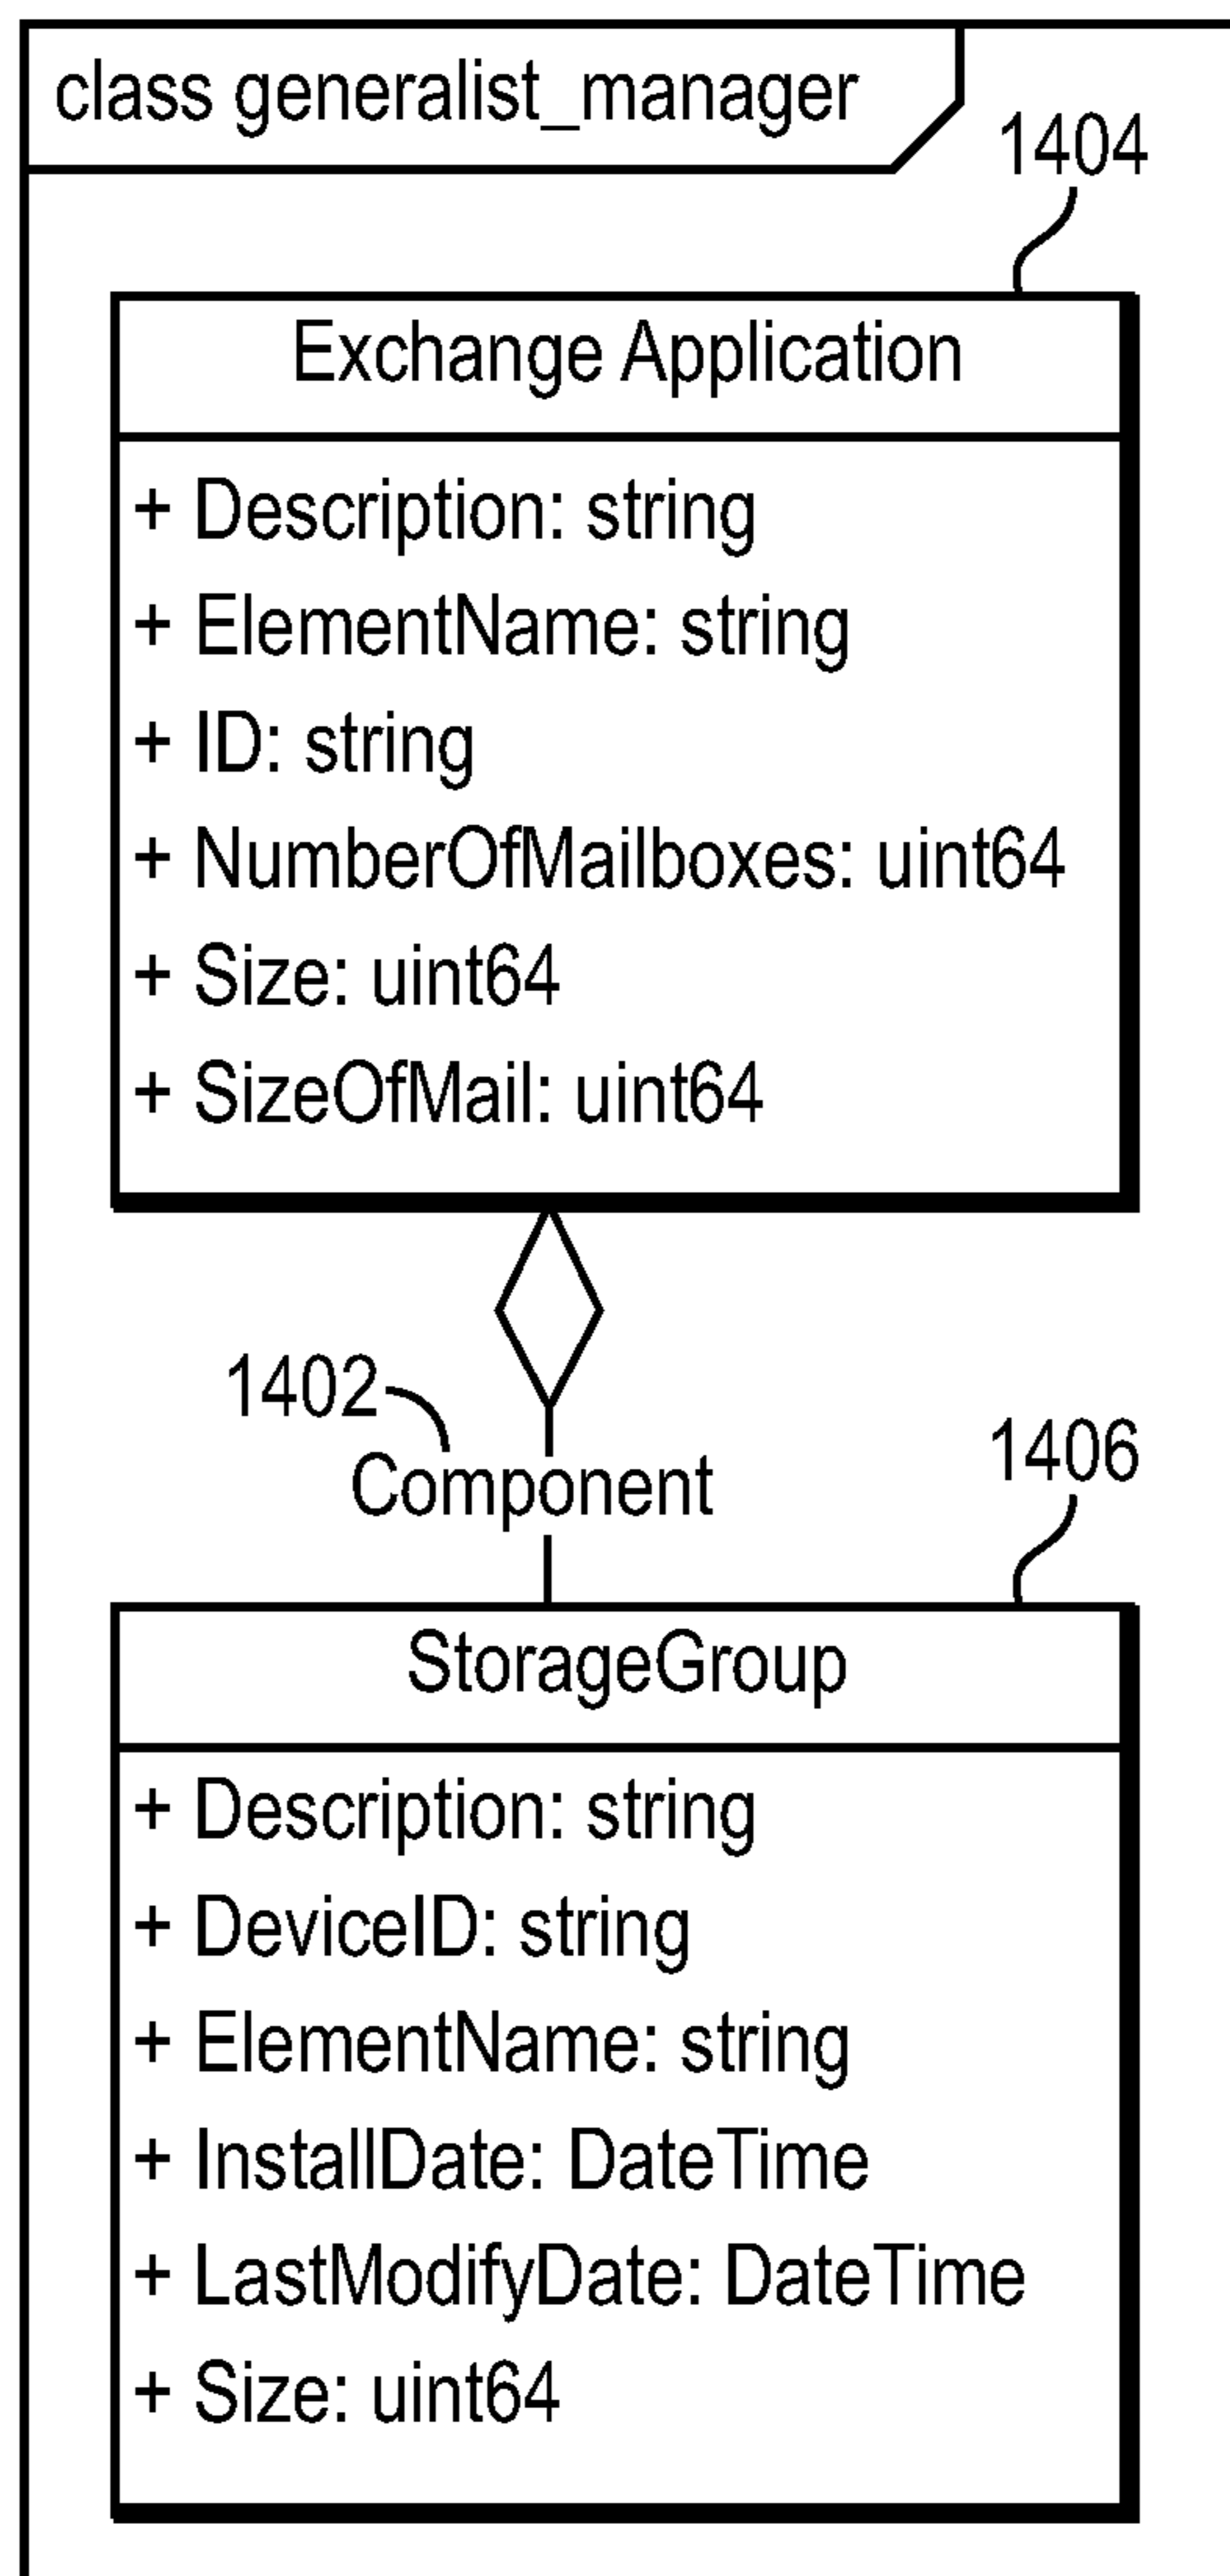 class generalist_manager
1404
Exchange Application
+ Description: string
+ ElementName: string
+ ID: string
+ NumberOfMailboxes: uint64
+ Size: uint64
+ SizeOfMail: uint64
1402
Component
1406
StorageGroup
+ Description: string
+ DeviceID: string
+ ElementName: string
+ InstallDate: DateTime
+ LastModifyDate: DateTime
+ Size: uint64